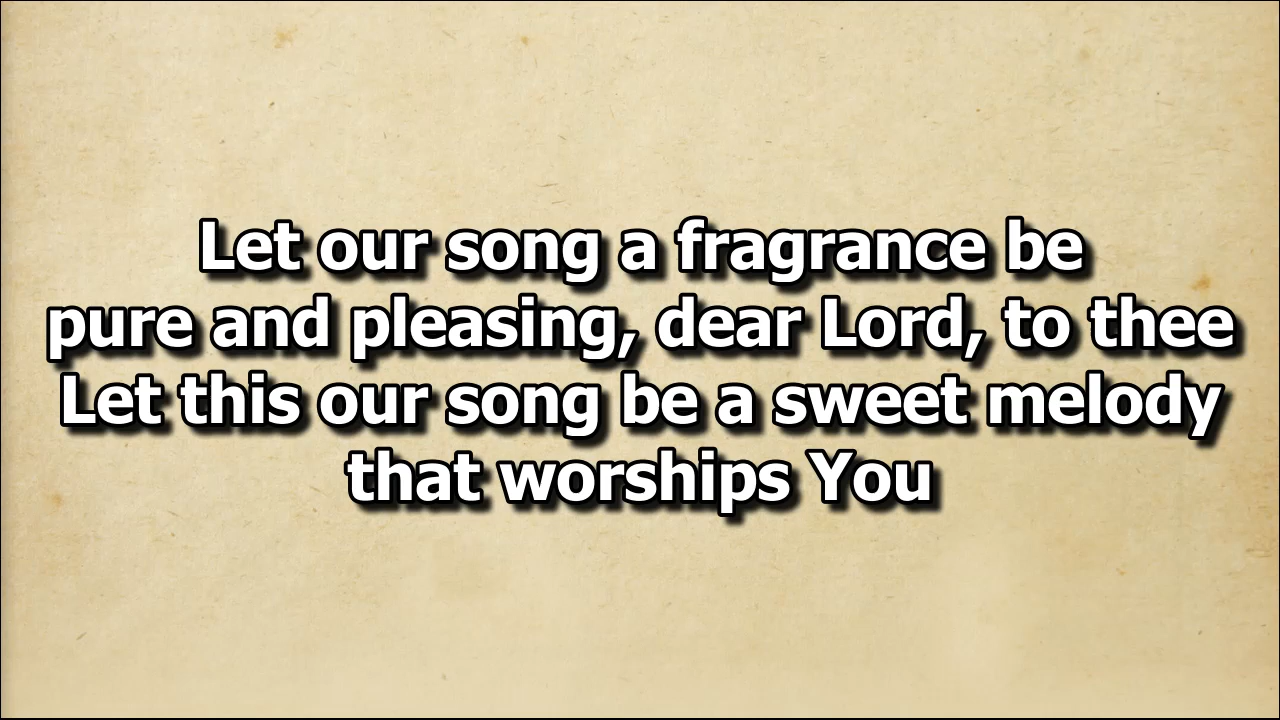 Let our song a fragrance be
pure and pleasing, dear Lord, to thee
Let this our song be a sweet melody
that worships You